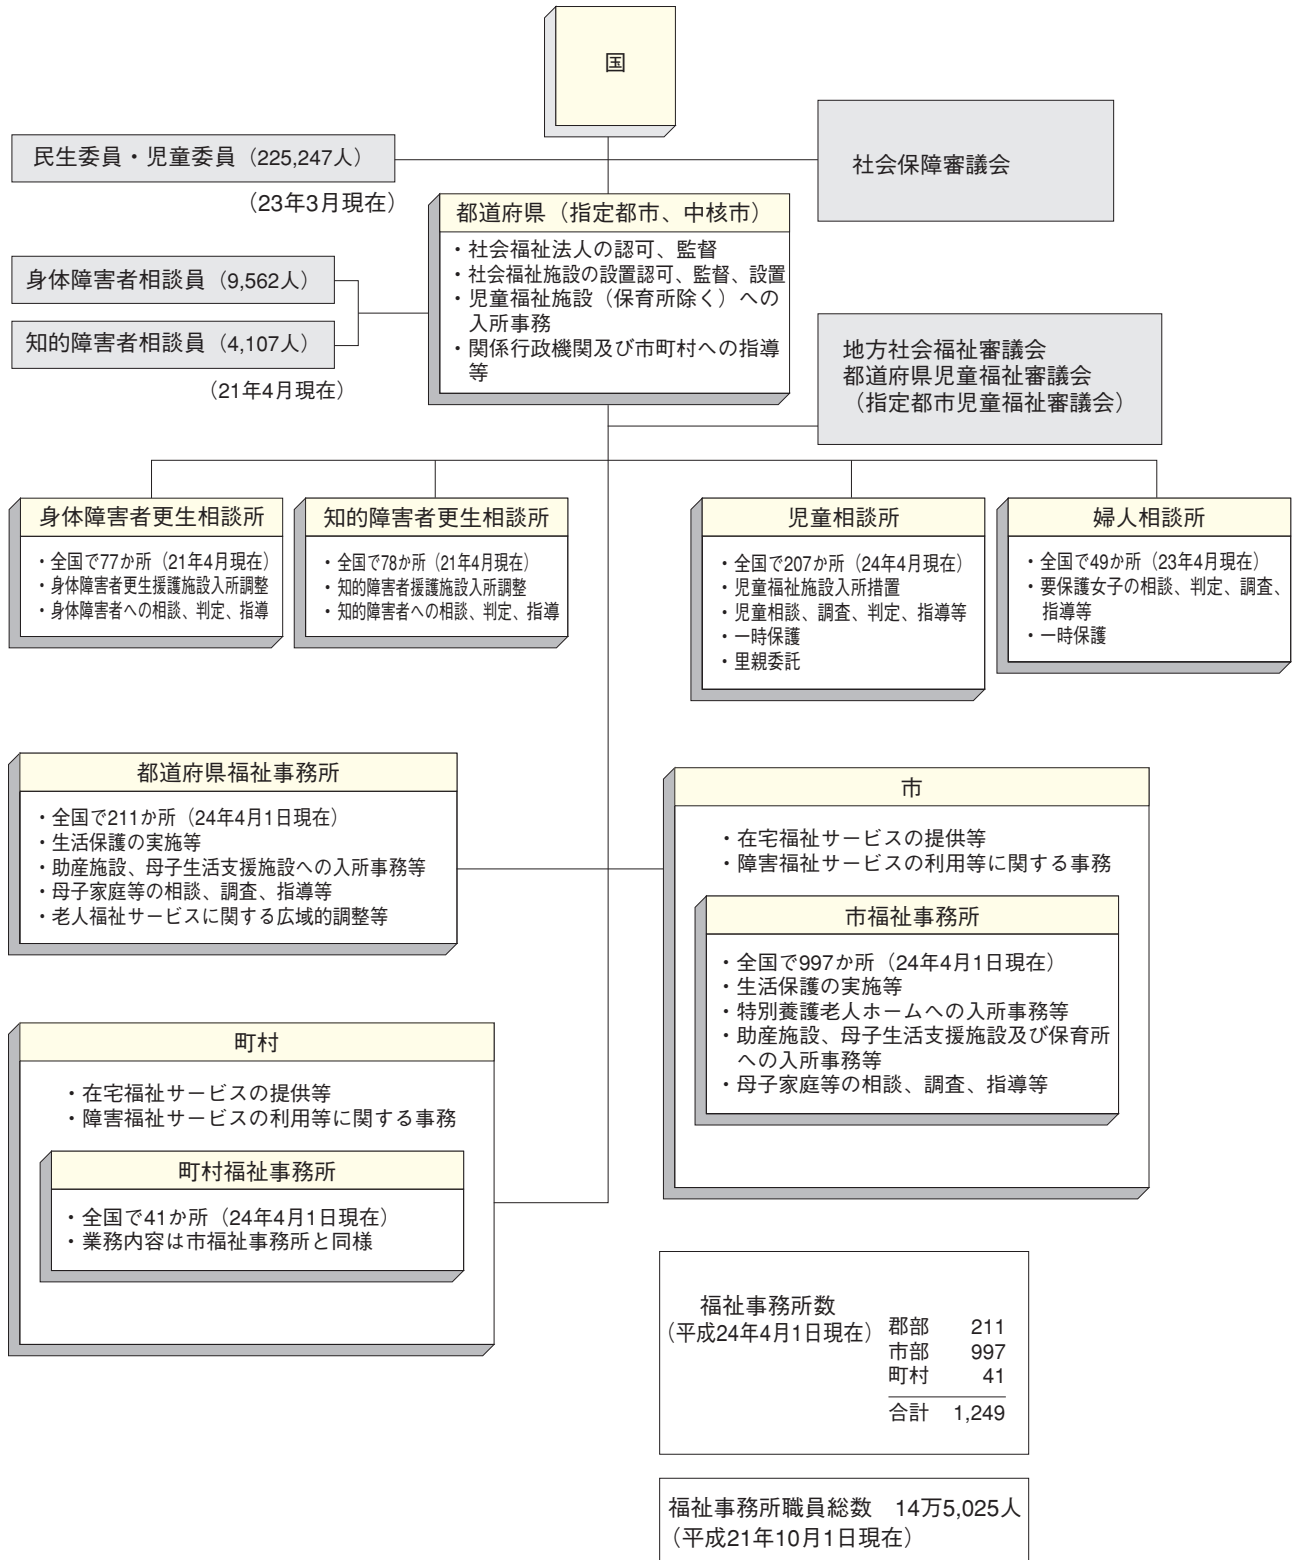 国
民生委員・児童委員（225,247人）
（23年3月現在）
社会保障審議会
都道府県（指定都市、中核市）
・社会福祉法人の認可、監督
・社会福祉施設の設置認可、監督、設置
・児童福祉施設（保育所除く）への
入所事務
・関係行政機関及び市町村への指導
等
身体障害者相談員（9,562人）
知的障害者相談員（4,107人）
（21年4月現在）
地方社会福祉審議会
都道府県児童福祉審議会
（指定都市児童福祉審議会）
身体障害者更生相談所
・全国で77か所（21年4月現在）
・身体障害者更生援護施設入所調整
・身体障害者への相談、判定、指導
知的障害者更生相談所
・全国で78か所（21年4月現在）
・知的障害者援護施設入所調整
・知的障害者への相談、判定、指導
児童相談所
・全国で207か所（24年4月現在）
・児童福祉施設入所措置
・児童相談、調査、判定、指導等
・一時保護
・里親委託
婦人相談所
・全国で49か所（23年4月現在）
・要保護女子の相談、判定、調査、
指導等
・一時保護
都道府県福祉事務所
・全国で211か所（24年4月1日現在）
・生活保護の実施等
・助産施設、母子生活支援施設への入所事務等
・母子家庭等の相談、調査、指導等
・老人福祉サービスに関する広域的調整等
市
・在宅福祉サービスの提供等
・障害福祉サービスの利用等に関する事務
市福祉事務所
・全国で997か所（24年4月1日現在）
・生活保護の実施等
・特別養護老人ホームへの入所事務等
・助産施設、母子生活支援施設及び保育所
への入所事務等
・母子家庭等の相談、調査、指導等
町村
・在宅福祉サービスの提供等
・障害福祉サービスの利用等に関する事務
町村福祉事務所
・全国で41か所（24年4月1日現在）
・業務内容は市福祉事務所と同様
福祉事務所数
（平成24年4月1日現在）
郡部 211
市部 997
町村 41
合計 1,249
福祉事務所職員総数 14万5,025人
（平成21年10月1日現在）